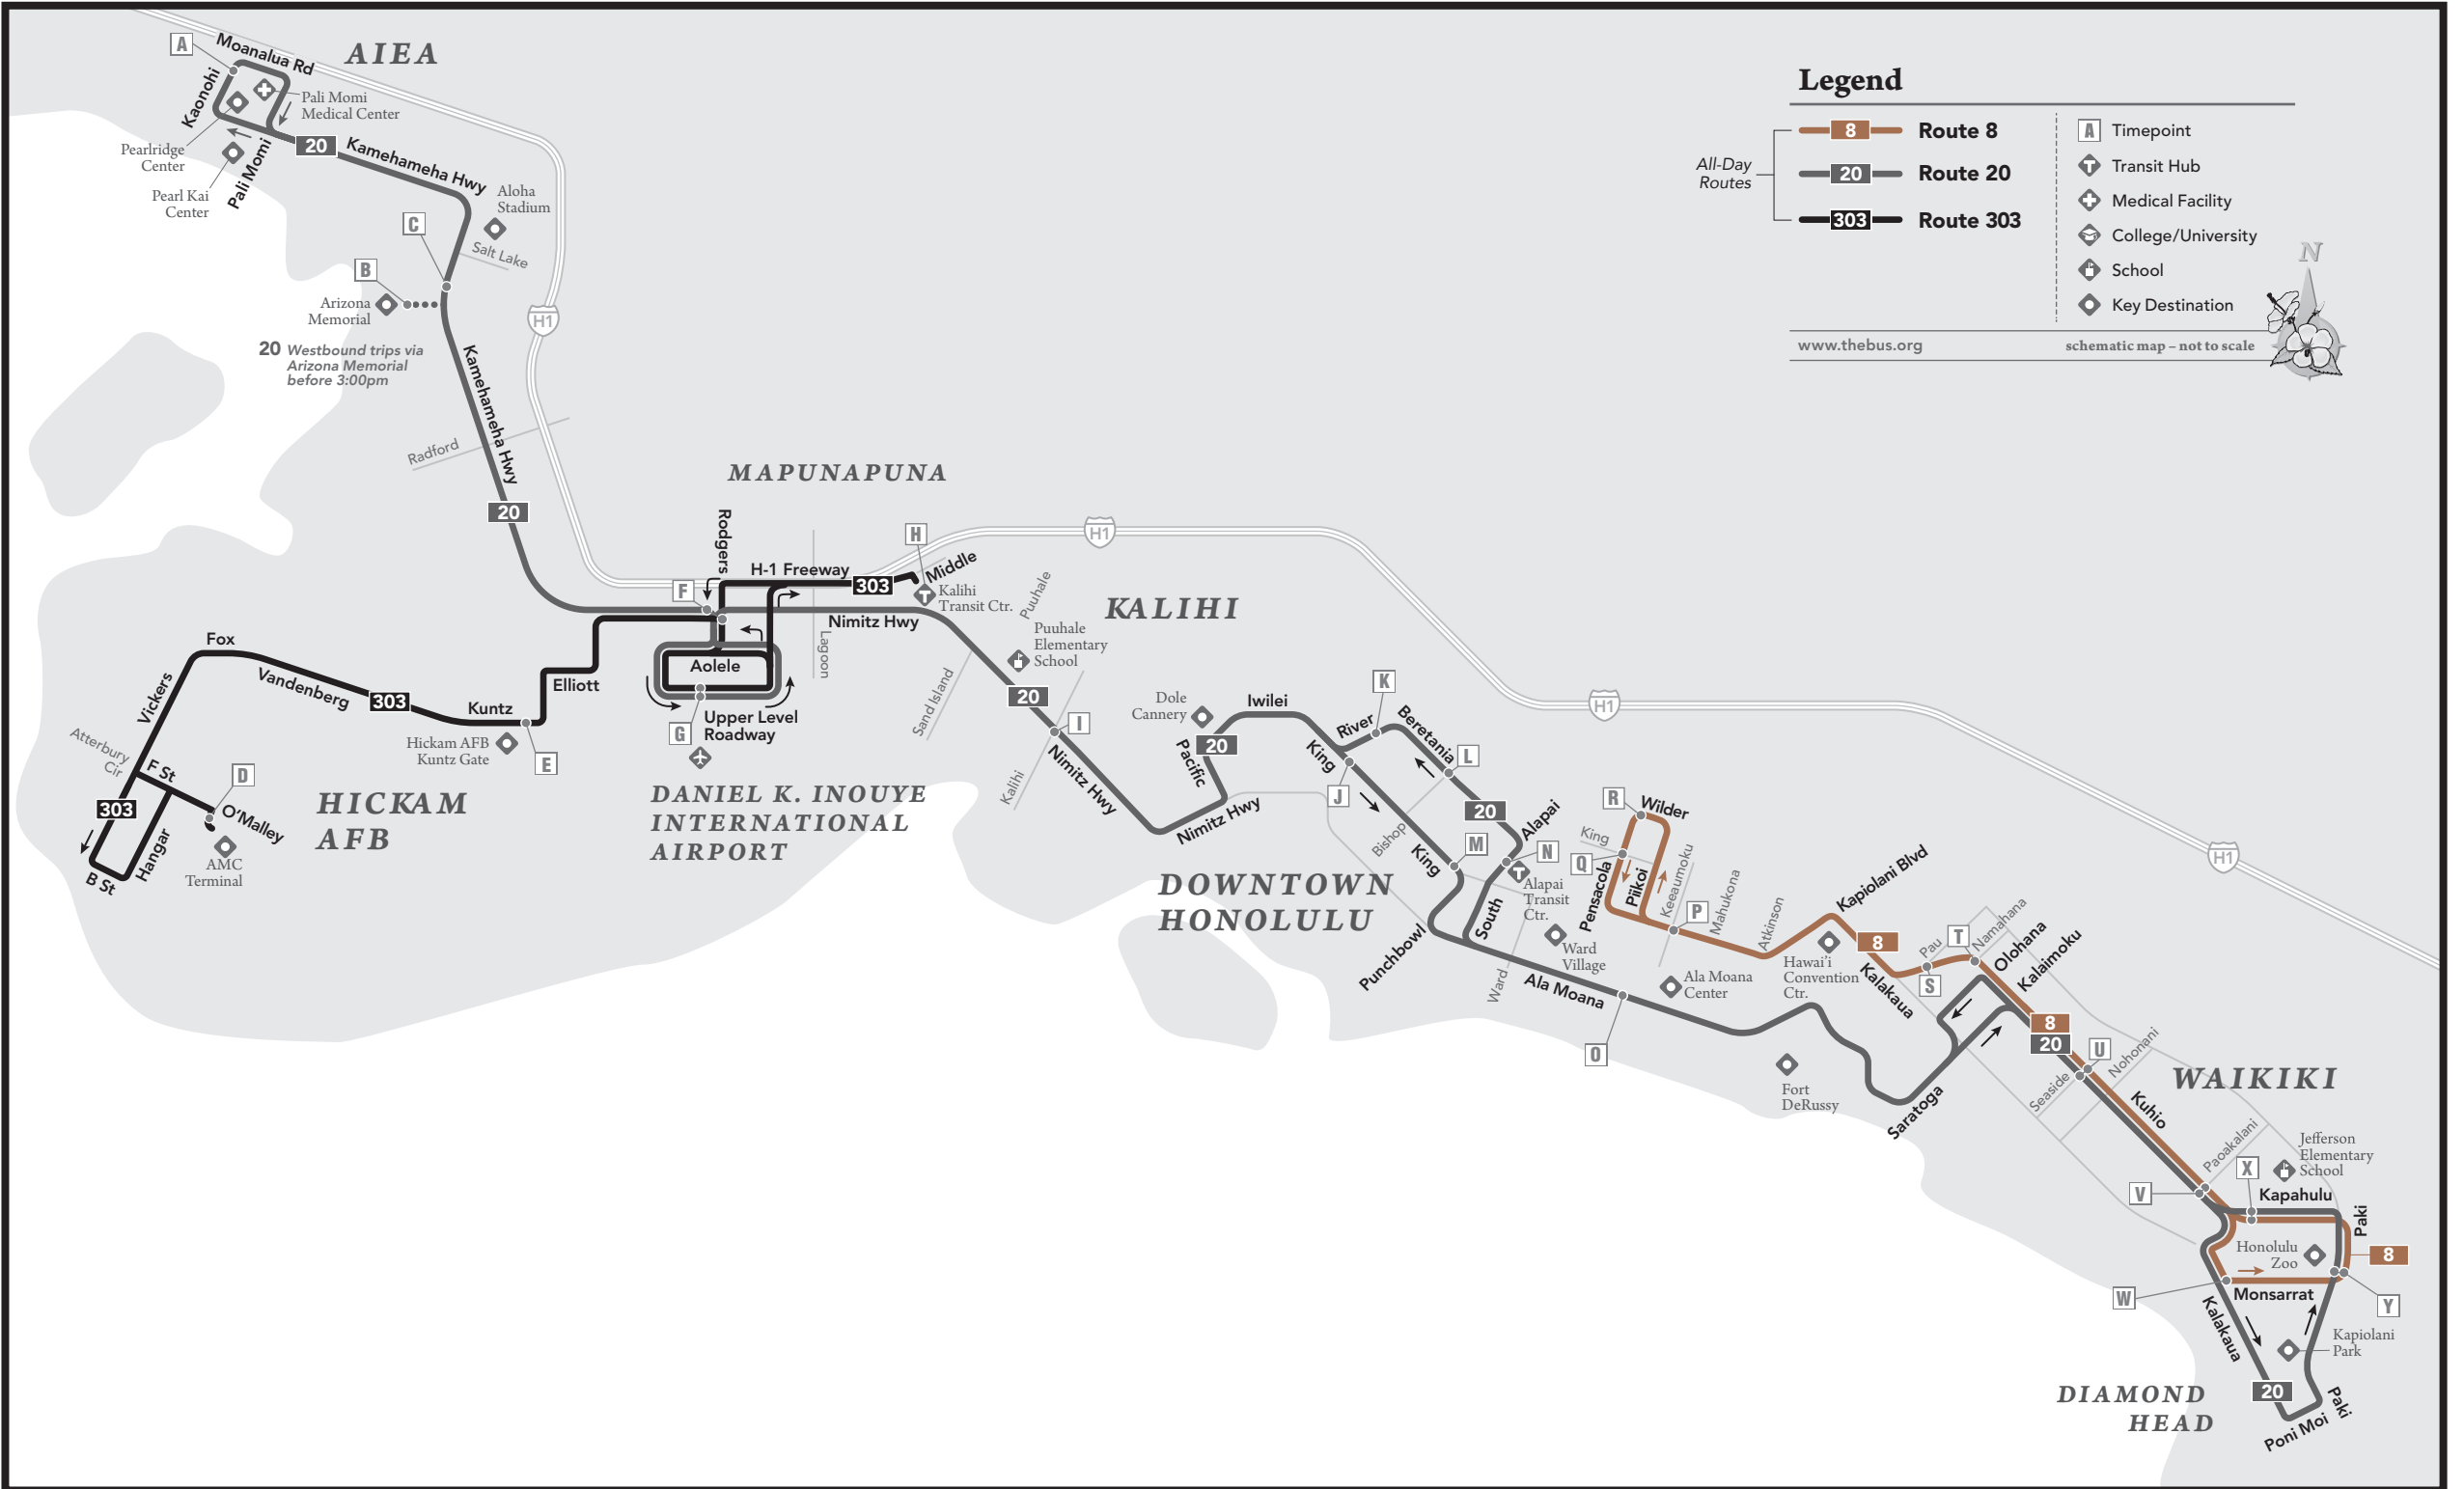 AIEA
A
Moanalua Rd
Kaonohi
Pali Momi
Medical Center
Pearlridge
Center
Pearl Kai
Center
Pali Momi
20
Kamehameha Hwy
Aloha
Stadium
Salt Lake
C
B
Arizona
Memorial
20 Westbound trips via
Arizona Memorial
before 3:00pm
H1
Kamehameha Hwy
Radford
20
Legend
All-Day
Routes
8 Route 8
20 Route 20
303 Route 303
A Timepoint
T Transit Hub
Medical Facility
College/University
School
Key Destination
N
www.thebus.org
schematic map – not to scale
MAPUNAPUNA
Rodgers
H-1 Freeway
303
H
Middle
Kalihi
Transit Ctr.
T
H1
F
Nimitz Hwy
Lagoon
Puuhale
KALIHI
Puuhale
Elementary
School
Sand Island
20
I
Kalihi
Nimitz Hwy
Aolele
Upper Level
Roadway
G
DANIEL K. INOUYE
INTERNATIONAL
AIRPORT
Fox
Vickers
Vandenberg
303
Kuntz
Elliott
Hickam AFB
Kuntz Gate
E
Atterbury
Cir
F St
D
303
O'Malley
Hangar
B St
AMC
Terminal
HICKAM
AFB
Dole
Cannery
Iwilei
20
Pacific
Nimitz Hwy
King
River
K
Beretania
L
J
H1
20
Bishop
King
M
Alapai
N
T
Alapai
Transit
Ctr.
South
Punchbowl
DOWNTOWN
HONOLULU
Ward
Village
Ward
Ala Moana
O
R
Wilder
King
Q
Pensacola
Piikoi
Keeaumoku
P
Mahukona
Atkinson
Ala Moana
Center
Kapiolani Blvd
Hawai'i
Convention
Ctr.
8
Kalakaua
Pau
S
T
Namahana
Olohana
Kalaimoku
H1
Fort
DeRussy
Saratoga
8
20
U
Seaside
Nohonani
WAIKIKI
Kuhio
Paoakalani
Jefferson
Elementary
School
X
V
Kapahulu
Paki
Honolulu
Zoo
8
W
Monsarrat
Y
Kalakaua
Kapiolani
Park
20
Paki
Poni Moi
DIAMOND
HEAD